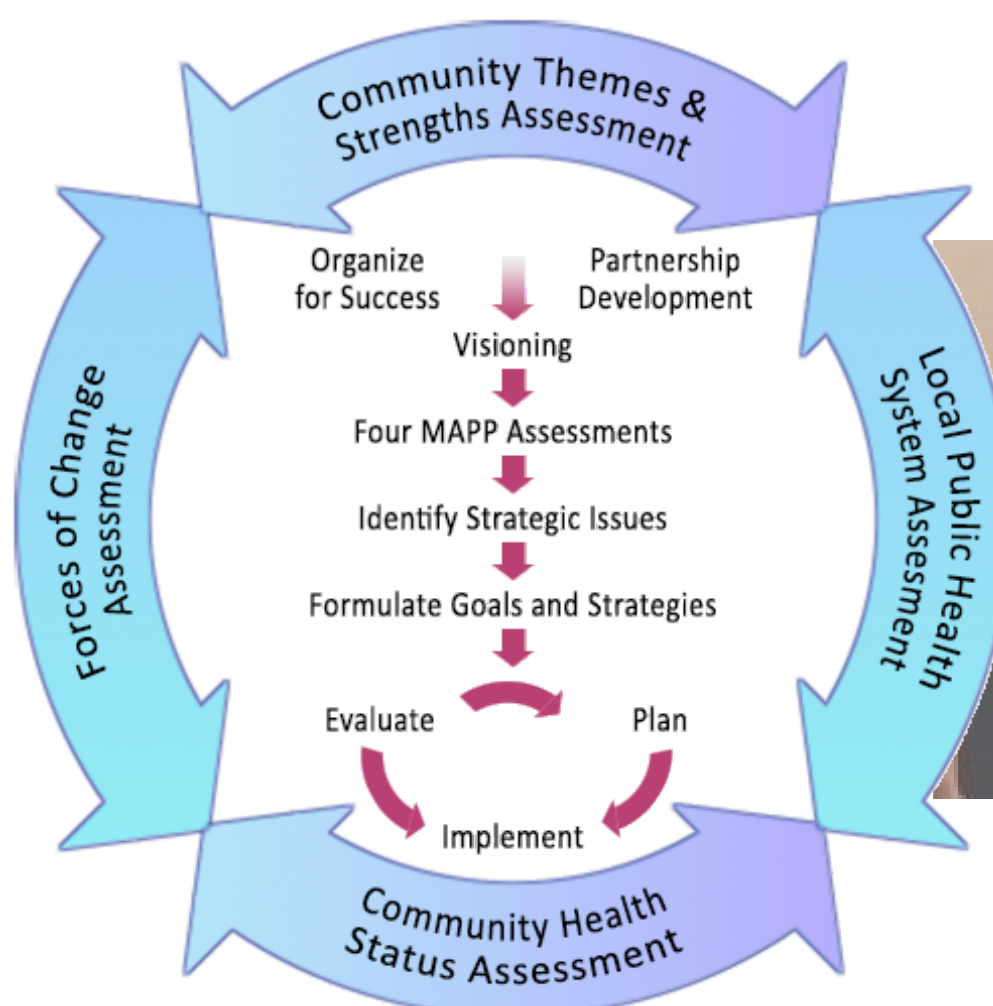 Community Themes &
Strengths Assessment
Organize
for Success
Partnership
Development
Visioning
Four MAPP Assessments
Identify Strategic Issues
Formulate Goals and Strategies
Evaluate
Plan
Implement
Forces of Change
Assessment
Local Public Health
System Assessment
Community Health
Status Assessment